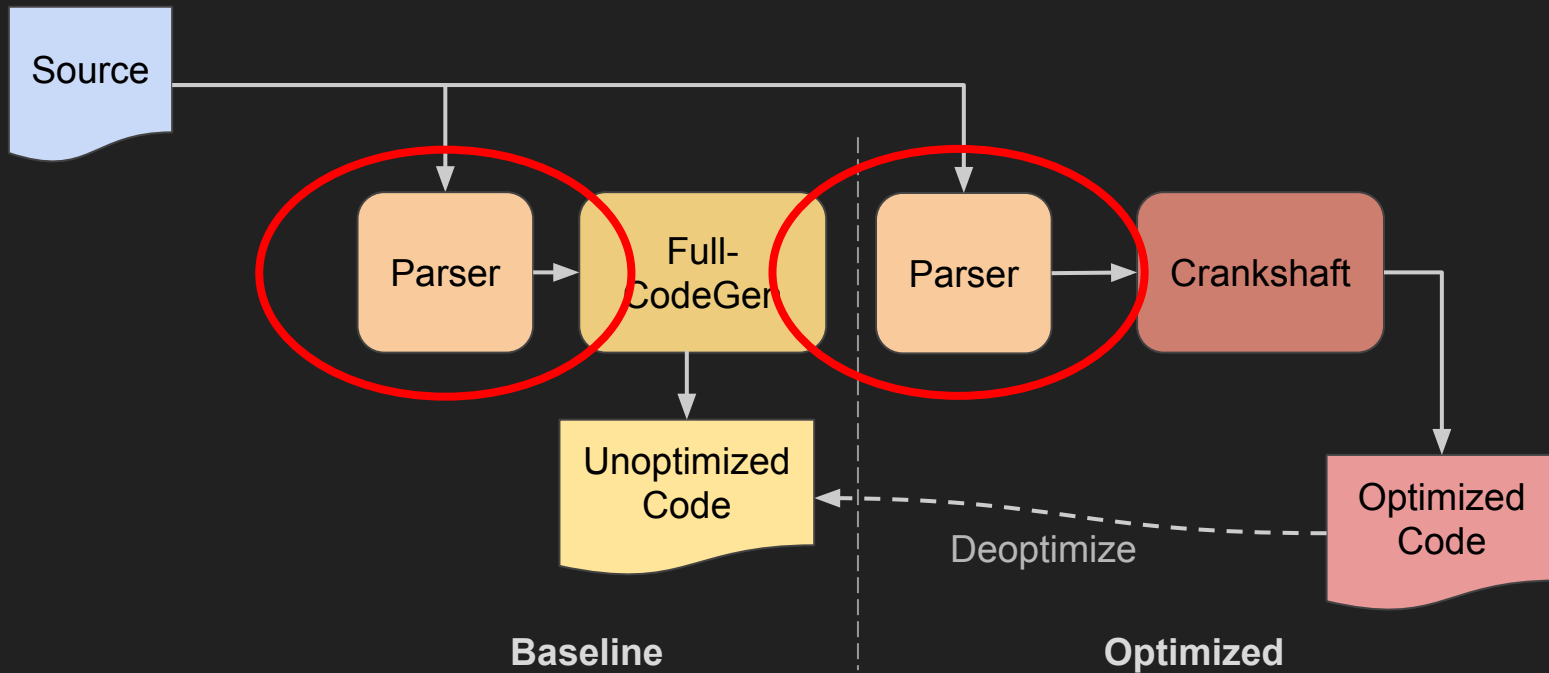 Source
Parser
Full-
CodeGen
Parser
Crankshaft
Unoptimized
Code
Deoptimize
Optimized
Code
Baseline
Optimized